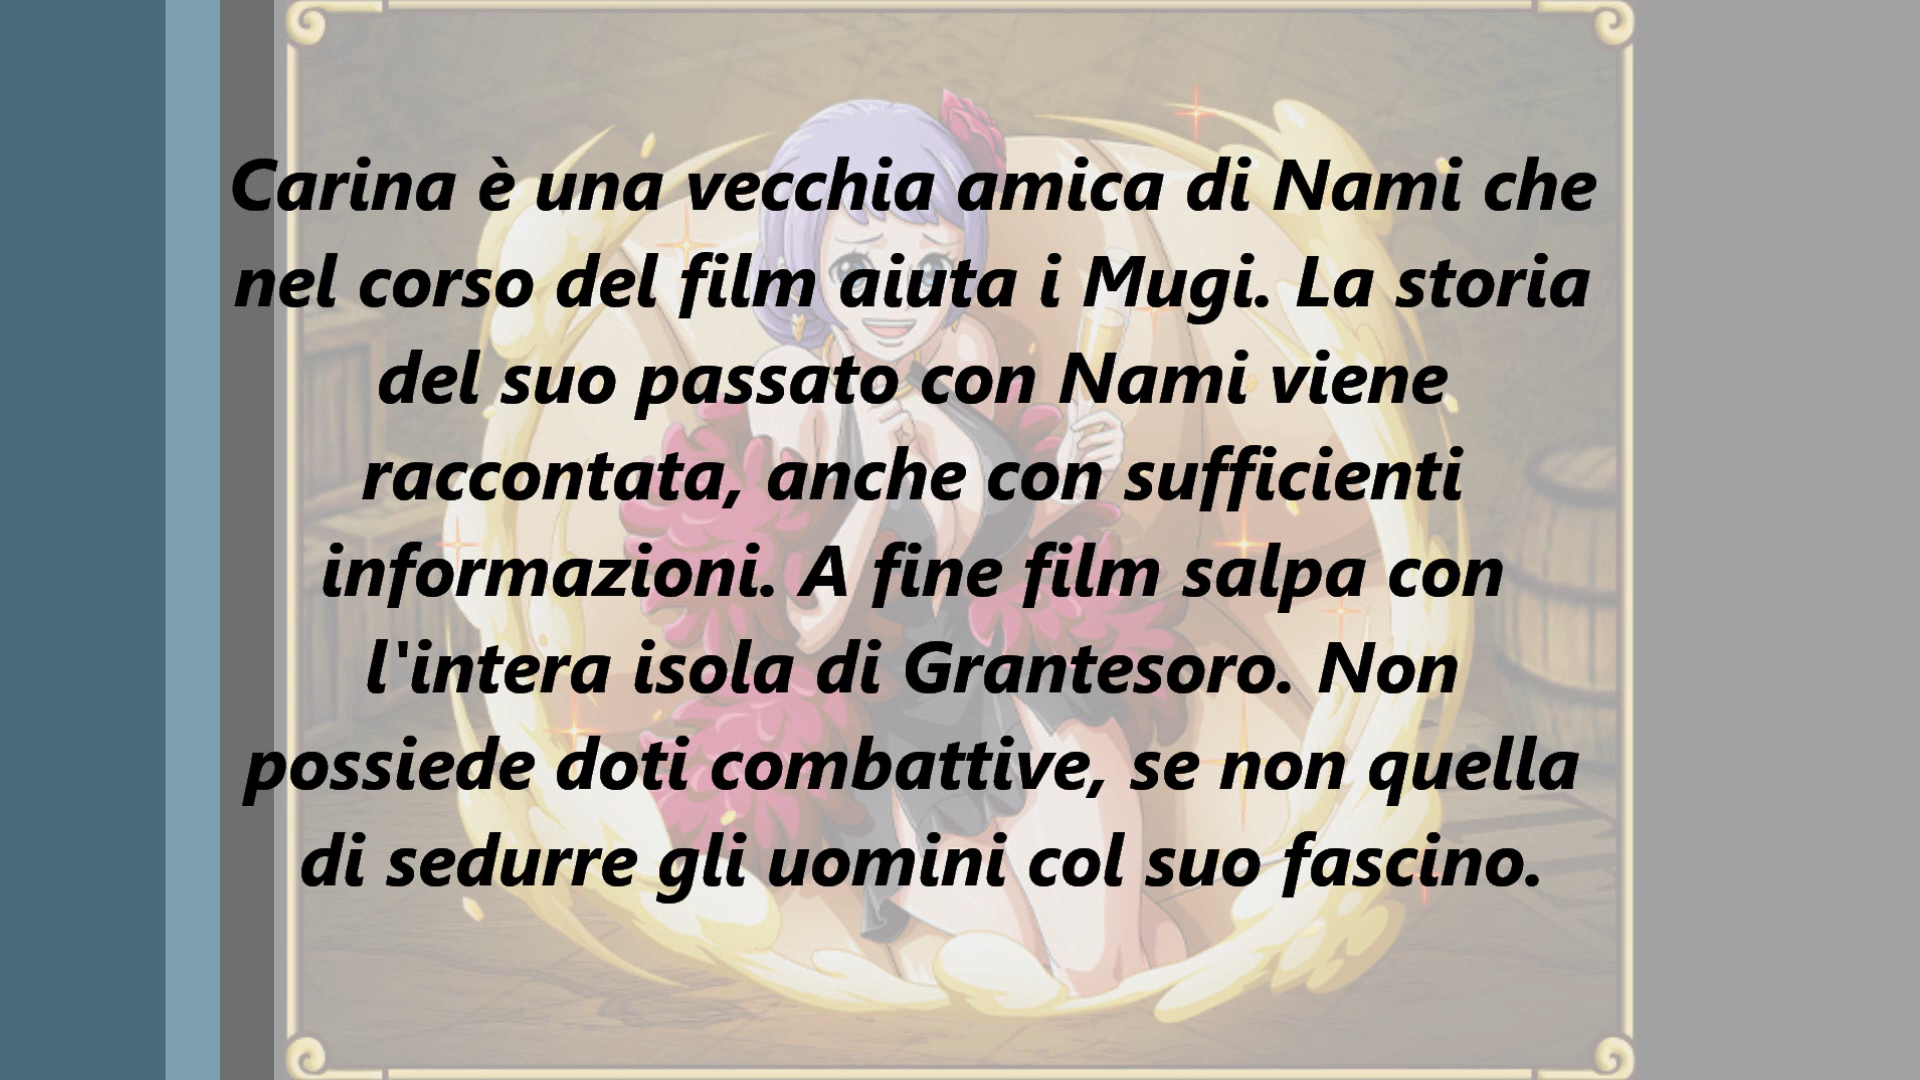 Carina è una vecchia amica di Nami che
nel corso del film aiuta i Mugi. La storia
del suo passato con Nami viene
raccontata, anche con sufficienti
informazioni. A fine film salpa con
l'intera isola di Grantesoro. Non
possiede doti combattive, se non quella
di sedurre gli uomini col suo fascino.